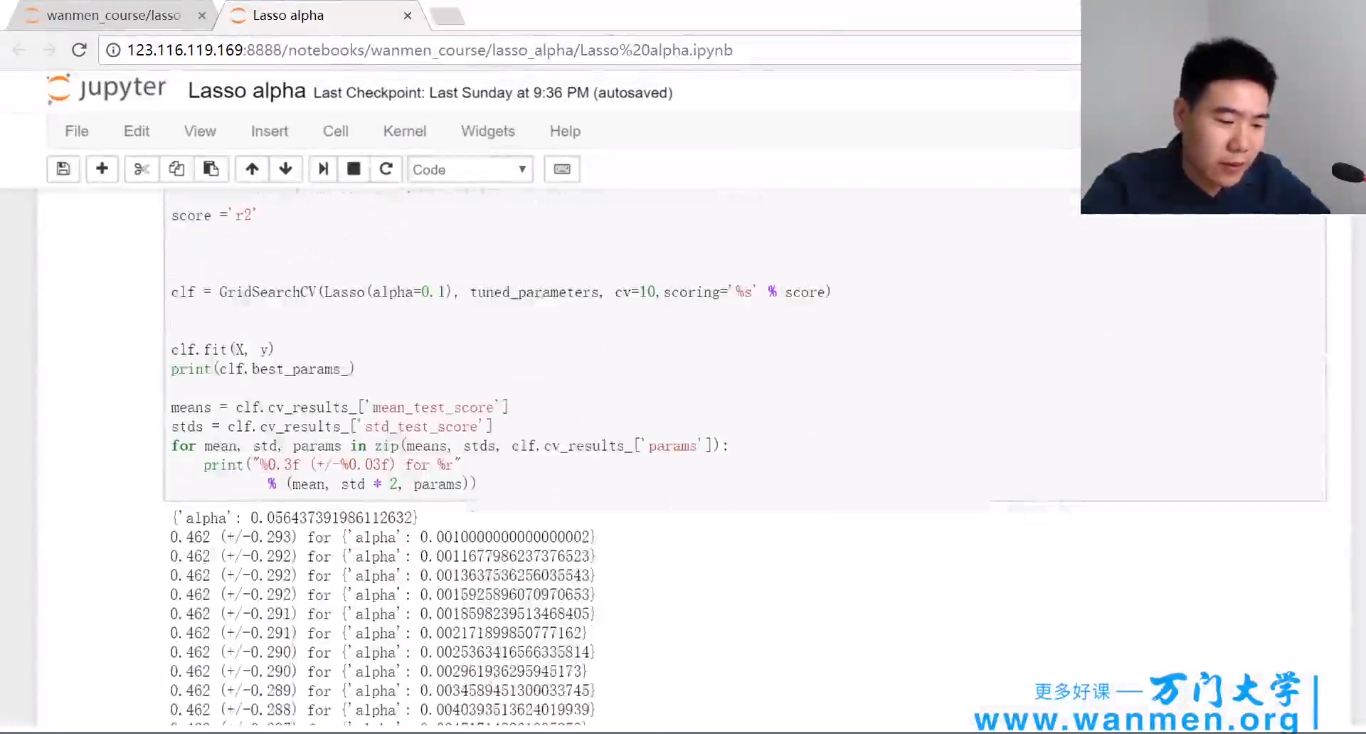 wanmen_course/lasso
Lasso alpha
123.116.119.169:8888/notebooks/wanmen_course/lasso_alpha/Lasso%20alpha.ipynb
jupyter Lasso alpha Last Checkpoint: Last Sunday at 9:36 PM (autosaved)
File Edit View Insert Cell Kernel Widgets Help
Code
score ='r2'
clf = GridSearchCV(Lasso(alpha=0.1), tuned_parameters, cv=10,scoring='%s' % score)
clf.fit(X, y)
print(clf.best_params_)
means = clf.cv_results_['mean_test_score']
stds = clf.cv_results_['std_test_score']
for mean, std, params in zip(means, stds, clf.cv_results_['params']):
print("%0.3f (+/-%0.03f) for %r"
% (mean, std * 2, params))
{'alpha': 0.056437391986112632}
0.462 (+/-0.293) for {'alpha': 0.0010000000000000002}
0.462 (+/-0.292) for {'alpha': 0.0011677986237376523}
0.462 (+/-0.292) for {'alpha': 0.0013637536256035543}
0.462 (+/-0.292) for {'alpha': 0.0015925896070970653}
0.462 (+/-0.291) for {'alpha': 0.0018598239513468405}
0.462 (+/-0.291) for {'alpha': 0.002171899850777162}
0.462 (+/-0.290) for {'alpha': 0.0025363416566335814}
0.462 (+/-0.290) for {'alpha': 0.002961936295945173}
0.462 (+/-0.289) for {'alpha': 0.0034589451300033745}
0.462 (+/-0.288) for {'alpha': 0.0040393513624019939}
更多好课 — 万门大学
www.wanmen.org